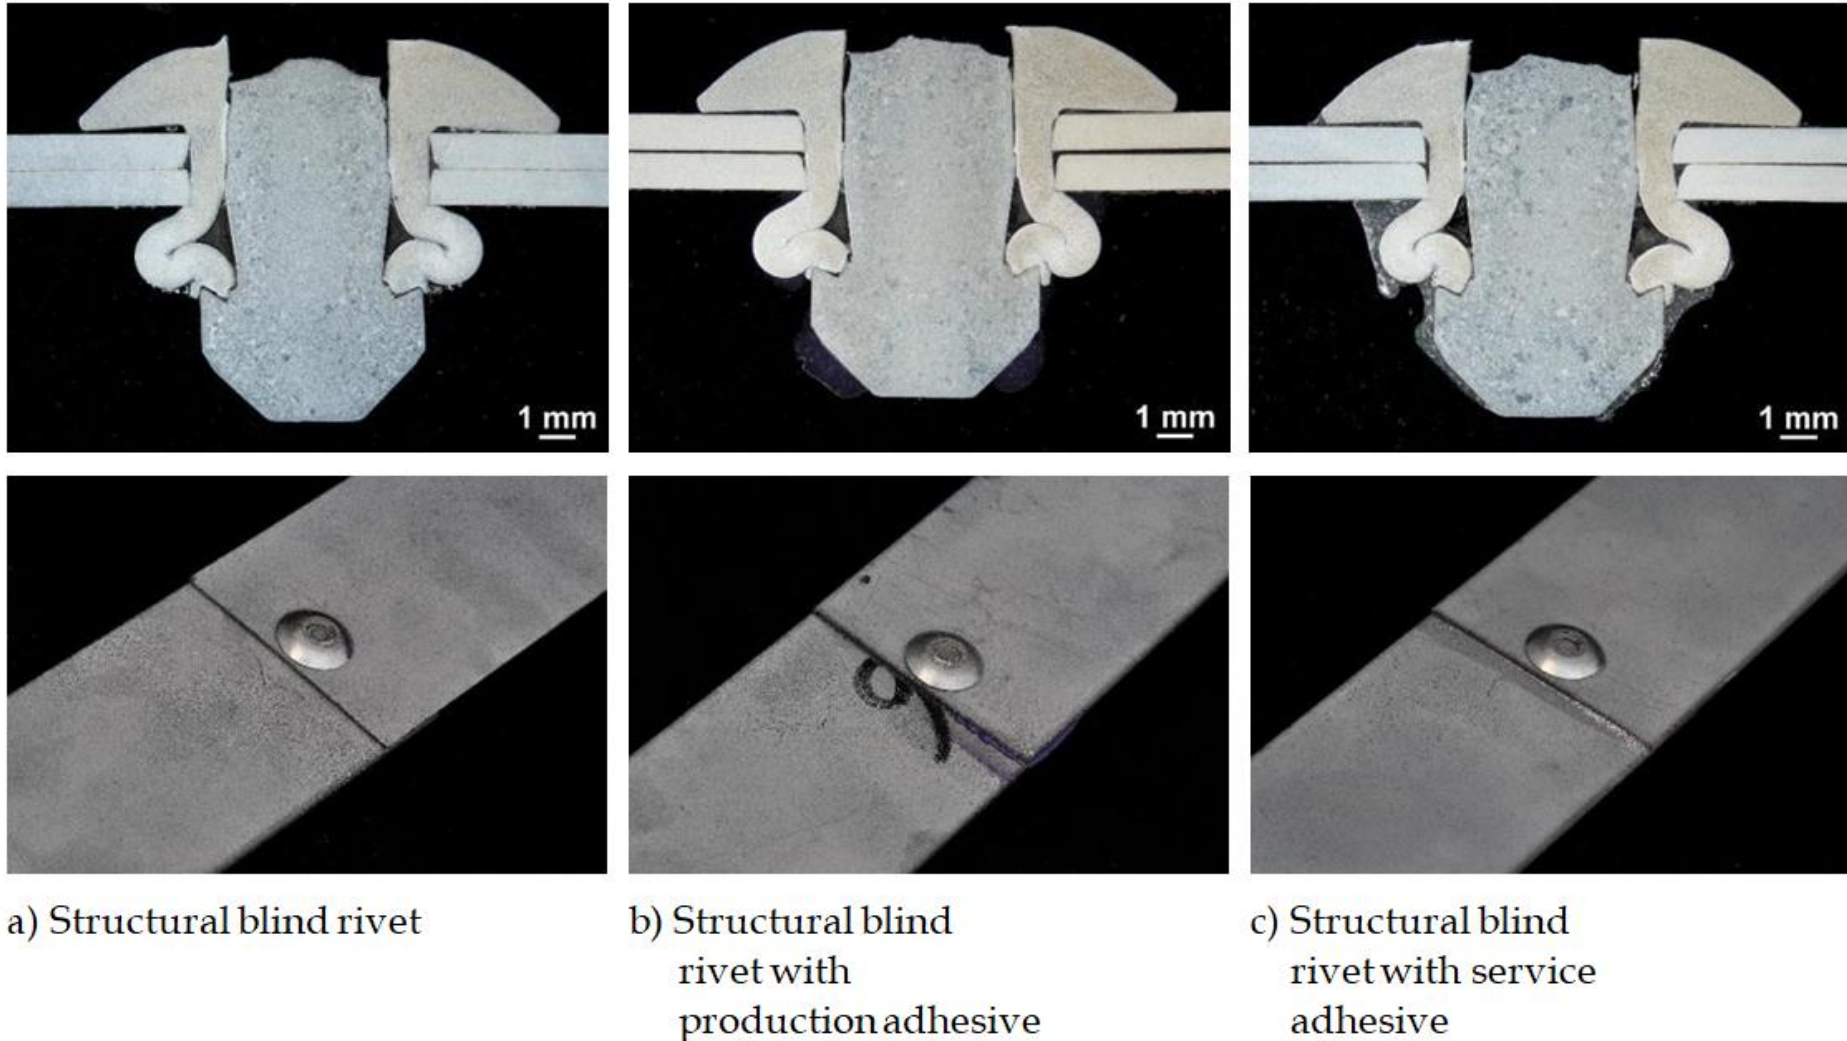 1 mm
1 mm
1 mm
9
a) Structural blind rivet
b) Structural blind
rivet with
production adhesive
c) Structural blind
rivet with service
adhesive